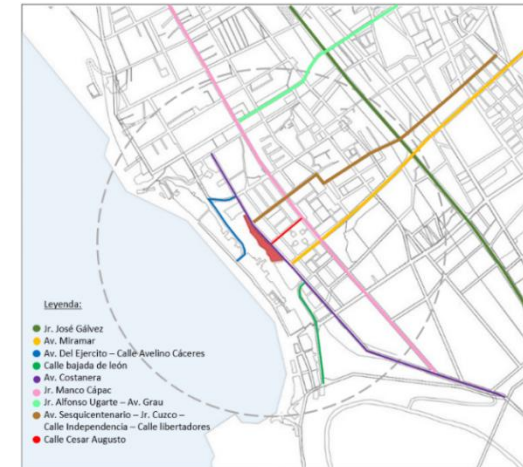 Leyenda:
Jr. José Gálvez
Av. Miramar
Av. Del Ejercito – Calle Avelino Cáceres
Calle bajada de león
Av. Costanera
Jr. Manco Cápac
Jr. Alfonso Ugarte – Av. Grau
Av. Sesquicentenario – Jr. Cuzco –
Calle Independencia – Calle libertadores
Calle Cesar Augusto